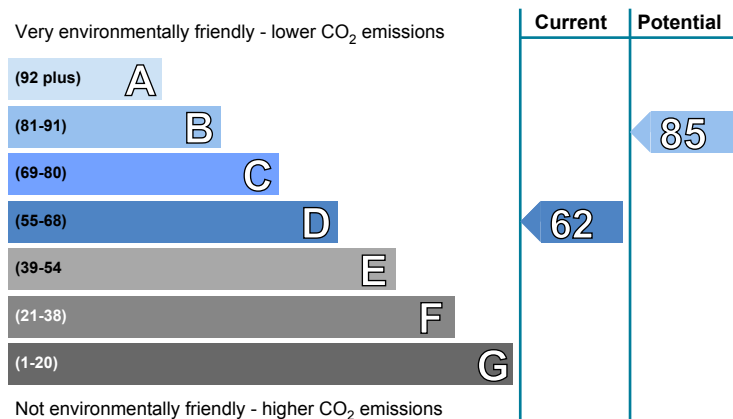 Current Potential
Very environmentally friendly - lower CO₂ emissions
(92 plus) A
(81-91) B
85
(69-80) C
(55-68) D
62
(39-54 E
(21-38) F
(1-20) G
Not environmentally friendly - higher CO₂ emissions